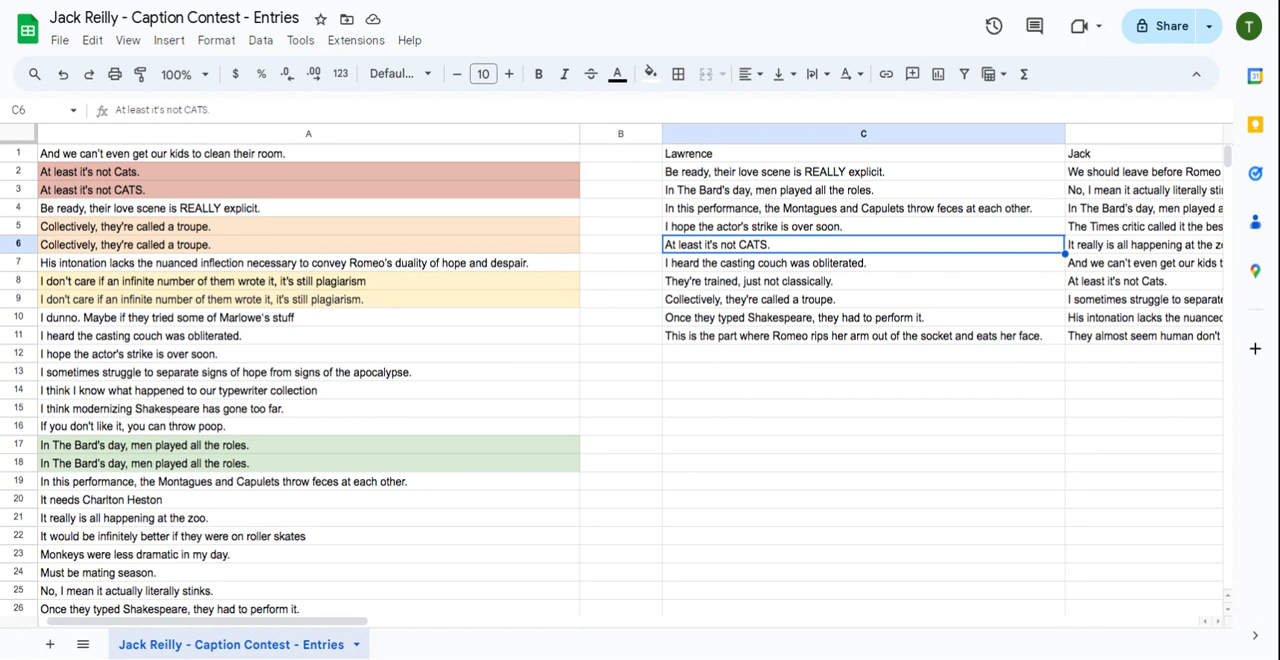 Jack Reilly - Caption Contest - Entries
File Edit View Insert Format Data Tools Extensions Help
Share
T
100% $ % .0 .00 123 Defaul... 10 B I A
C6 fx At least it's not CATS.
A B C
1 And we can't even get our kids to clean their room. Lawrence Jack
2 At least it's not Cats. Be ready, their love scene is REALLY explicit. We should leave before Romeo
3 At least it's not CATS. In The Bard's day, men played all the roles. No, I mean it actually literally
4 Be ready, their love scene is REALLY explicit. In this performance, the Montagues and Capulets throw feces at each other. In The Bard's day, men played
5 Collectively, they're called a troupe. I hope the actor's strike is over soon. The Times critic called it the
6 Collectively, they're called a troupe. At least it's not CATS. It really is all happening at the
7 His intonation lacks the nuanced inflection necessary to convey Romeo's duality of hope and despair. I heard the casting couch was obliterated. And we can't even get our kids
8 I don't care if an infinite number of them wrote it, it's still plagiarism They're trained, just not classically. At least it's not Cats.
9 I don't care if an infinite number of them wrote it, it's still plagiarism. Collectively, they're called a troupe. I sometimes struggle to
10 I dunno. Maybe if they tried some of Marlowe's stuff Once they typed Shakespeare, they had to perform it. His intonation lacks the
11 I heard the casting couch was obliterated. This is the part where Romeo rips her arm out of the socket and eats her face. They almost seem human don't
12 I hope the actor's strike is over soon.
13 I sometimes struggle to separate signs of hope from signs of the apocalypse.
14 I think I know what happened to our typewriter collection
15 I think modernizing Shakespeare has gone too far.
16 If you don't like it, you can throw poop.
17 In The Bard's day, men played all the roles.
18 In The Bard's day, men played all the roles.
19 In this performance, the Montagues and Capulets throw feces at each other.
20 It needs Charlton Heston
21 It really is all happening at the zoo.
22 It would be infinitely better if they were on roller skates
23 Monkeys were less dramatic in my day.
24 Must be mating season.
25 No, I mean it actually literally stinks.
26 Once they typed Shakespeare, they had to perform it.
Jack Reilly - Caption Contest - Entries